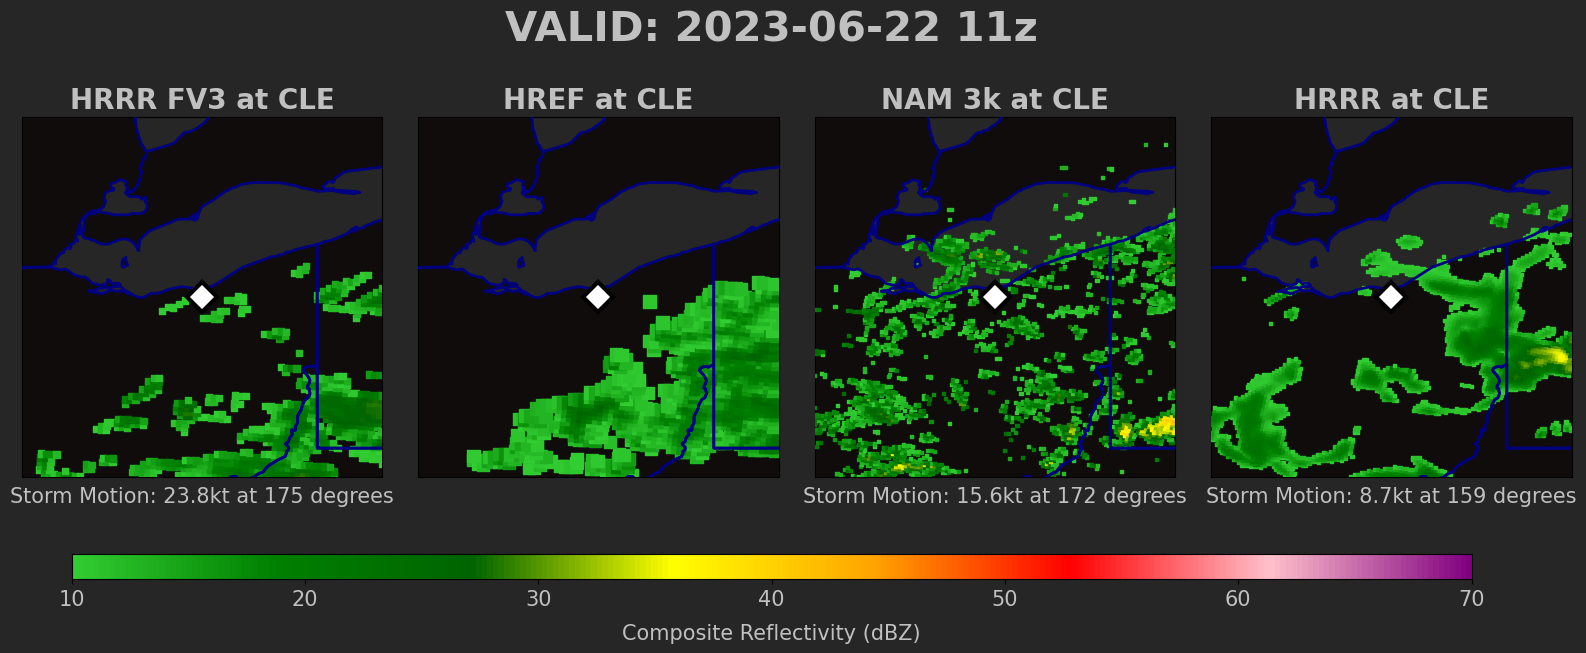 VALID: 2023-06-22 11z
HRRR FV3 at CLE
HREF at CLE
NAM 3k at CLE
HRRR at CLE
Storm Motion: 23.8kt at 175 degrees
Storm Motion: 15.6kt at 172 degrees
Storm Motion: 8.7kt at 159 degrees
10 20 30 40 50 60 70
Composite Reflectivity (dBZ)